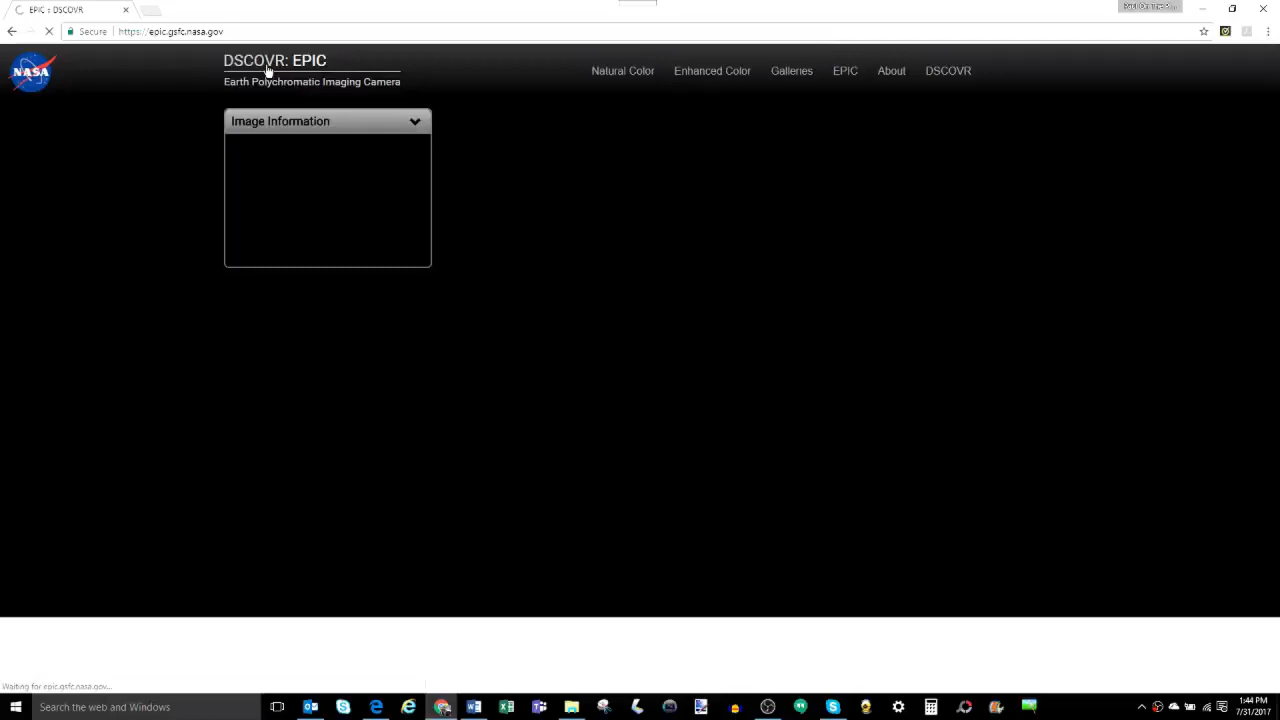 EPIC :: DSCOVR
Secure https://epic.gsfc.nasa.gov
NASA
DSCOVR: EPIC
Earth Polychromatic Imaging Camera
Natural Color Enhanced Color Galleries EPIC About DSCOVR
Image Information
Waiting for epic.gsfc.nasa.gov...
Search the web and Windows
1:44 PM
7/31/2017